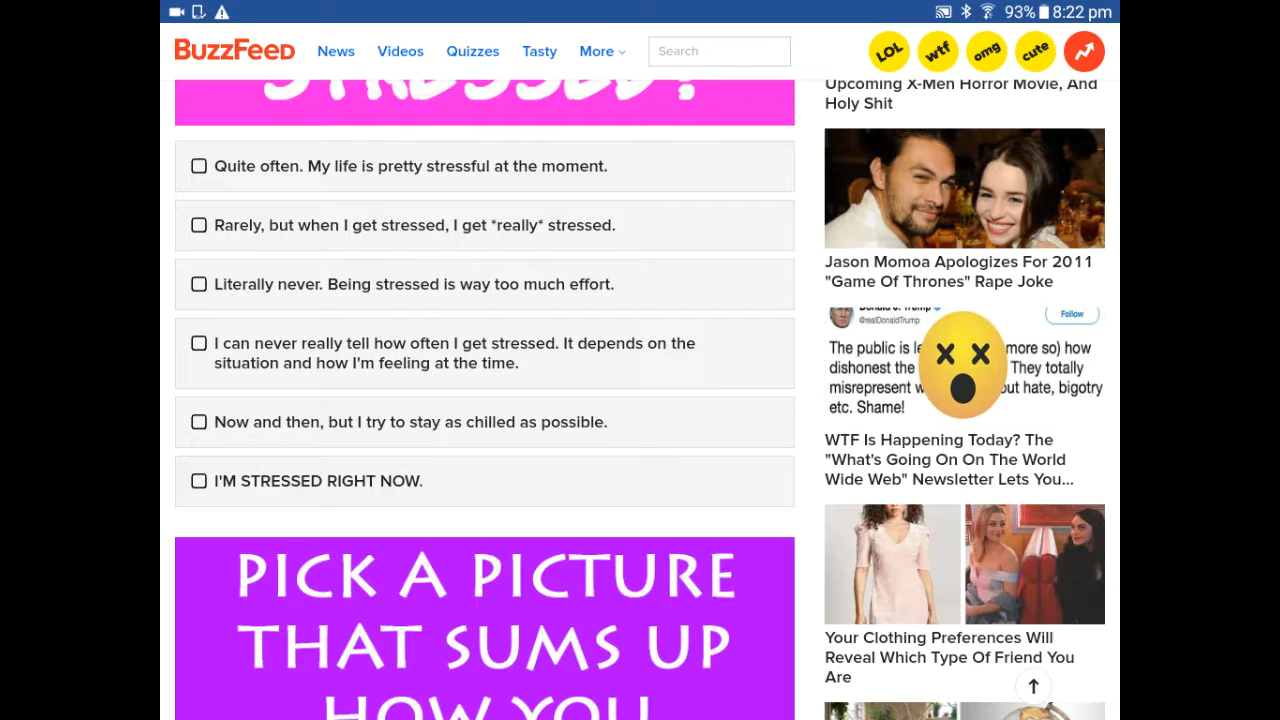 93% 8:22 pm
BuzzFeed News Videos Quizzes Tasty More Search LOL wtf omg cute
STRESSED?
Quite often. My life is pretty stressful at the moment.
Rarely, but when I get stressed, I get *really* stressed.
Literally never. Being stressed is way too much effort.
I can never really tell how often I get stressed. It depends on the
situation and how I'm feeling at the time.
Now and then, but I try to stay as chilled as possible.
I'M STRESSED RIGHT NOW.
PICK A PICTURE
THAT SUMS UP
HOW YOU
Upcoming X-Men Horror Movie, And
Holy Shit
Jason Momoa Apologizes For 2011
"Game Of Thrones" Rape Joke
Donald J. Trump
@realDonaldTrump
Follow
The public is more so) how
dishonest the They totally
misrepresent hate, bigotry
etc. Shame!
WTF Is Happening Today? The
"What's Going On On The World
Wide Web" Newsletter Lets You...
Your Clothing Preferences Will
Reveal Which Type Of Friend You
Are